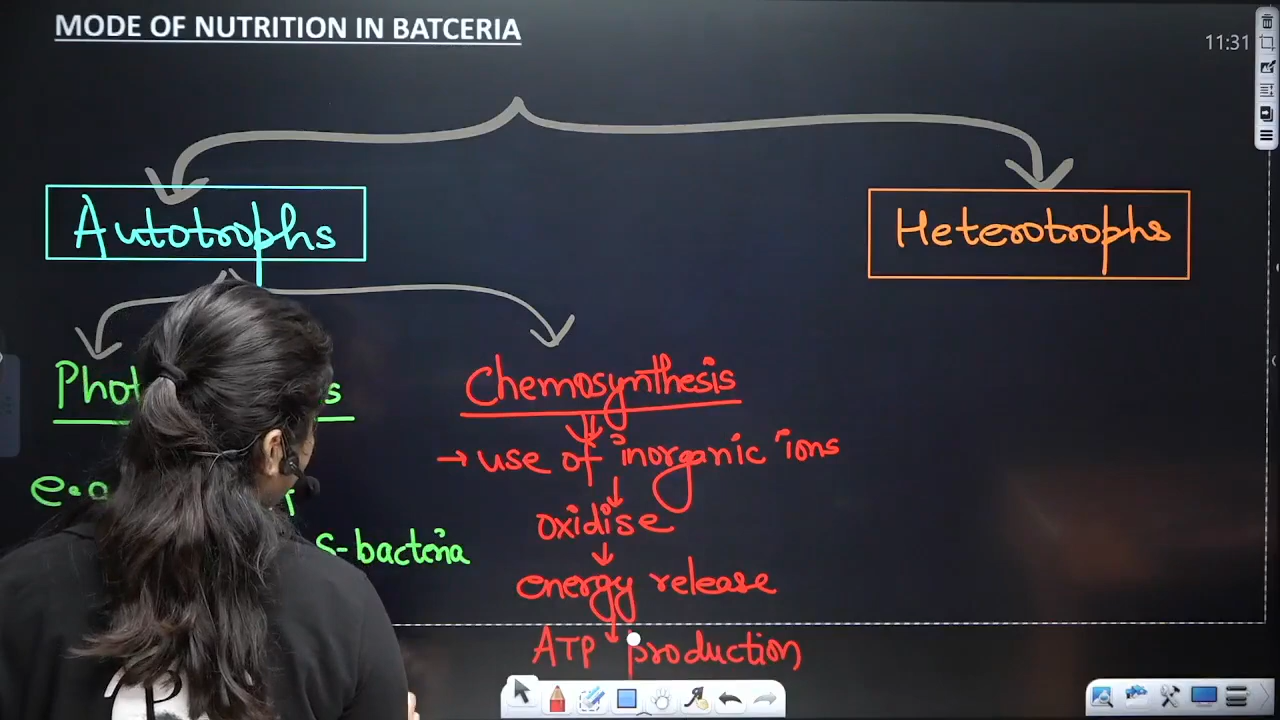 MODE OF NUTRITION IN BATCERIA
11:31
Autotrophs
Heterotrophs
Chemosynthesis
→ use of inorganic ions
oxidise
energy release
ATP production
S-bacteria